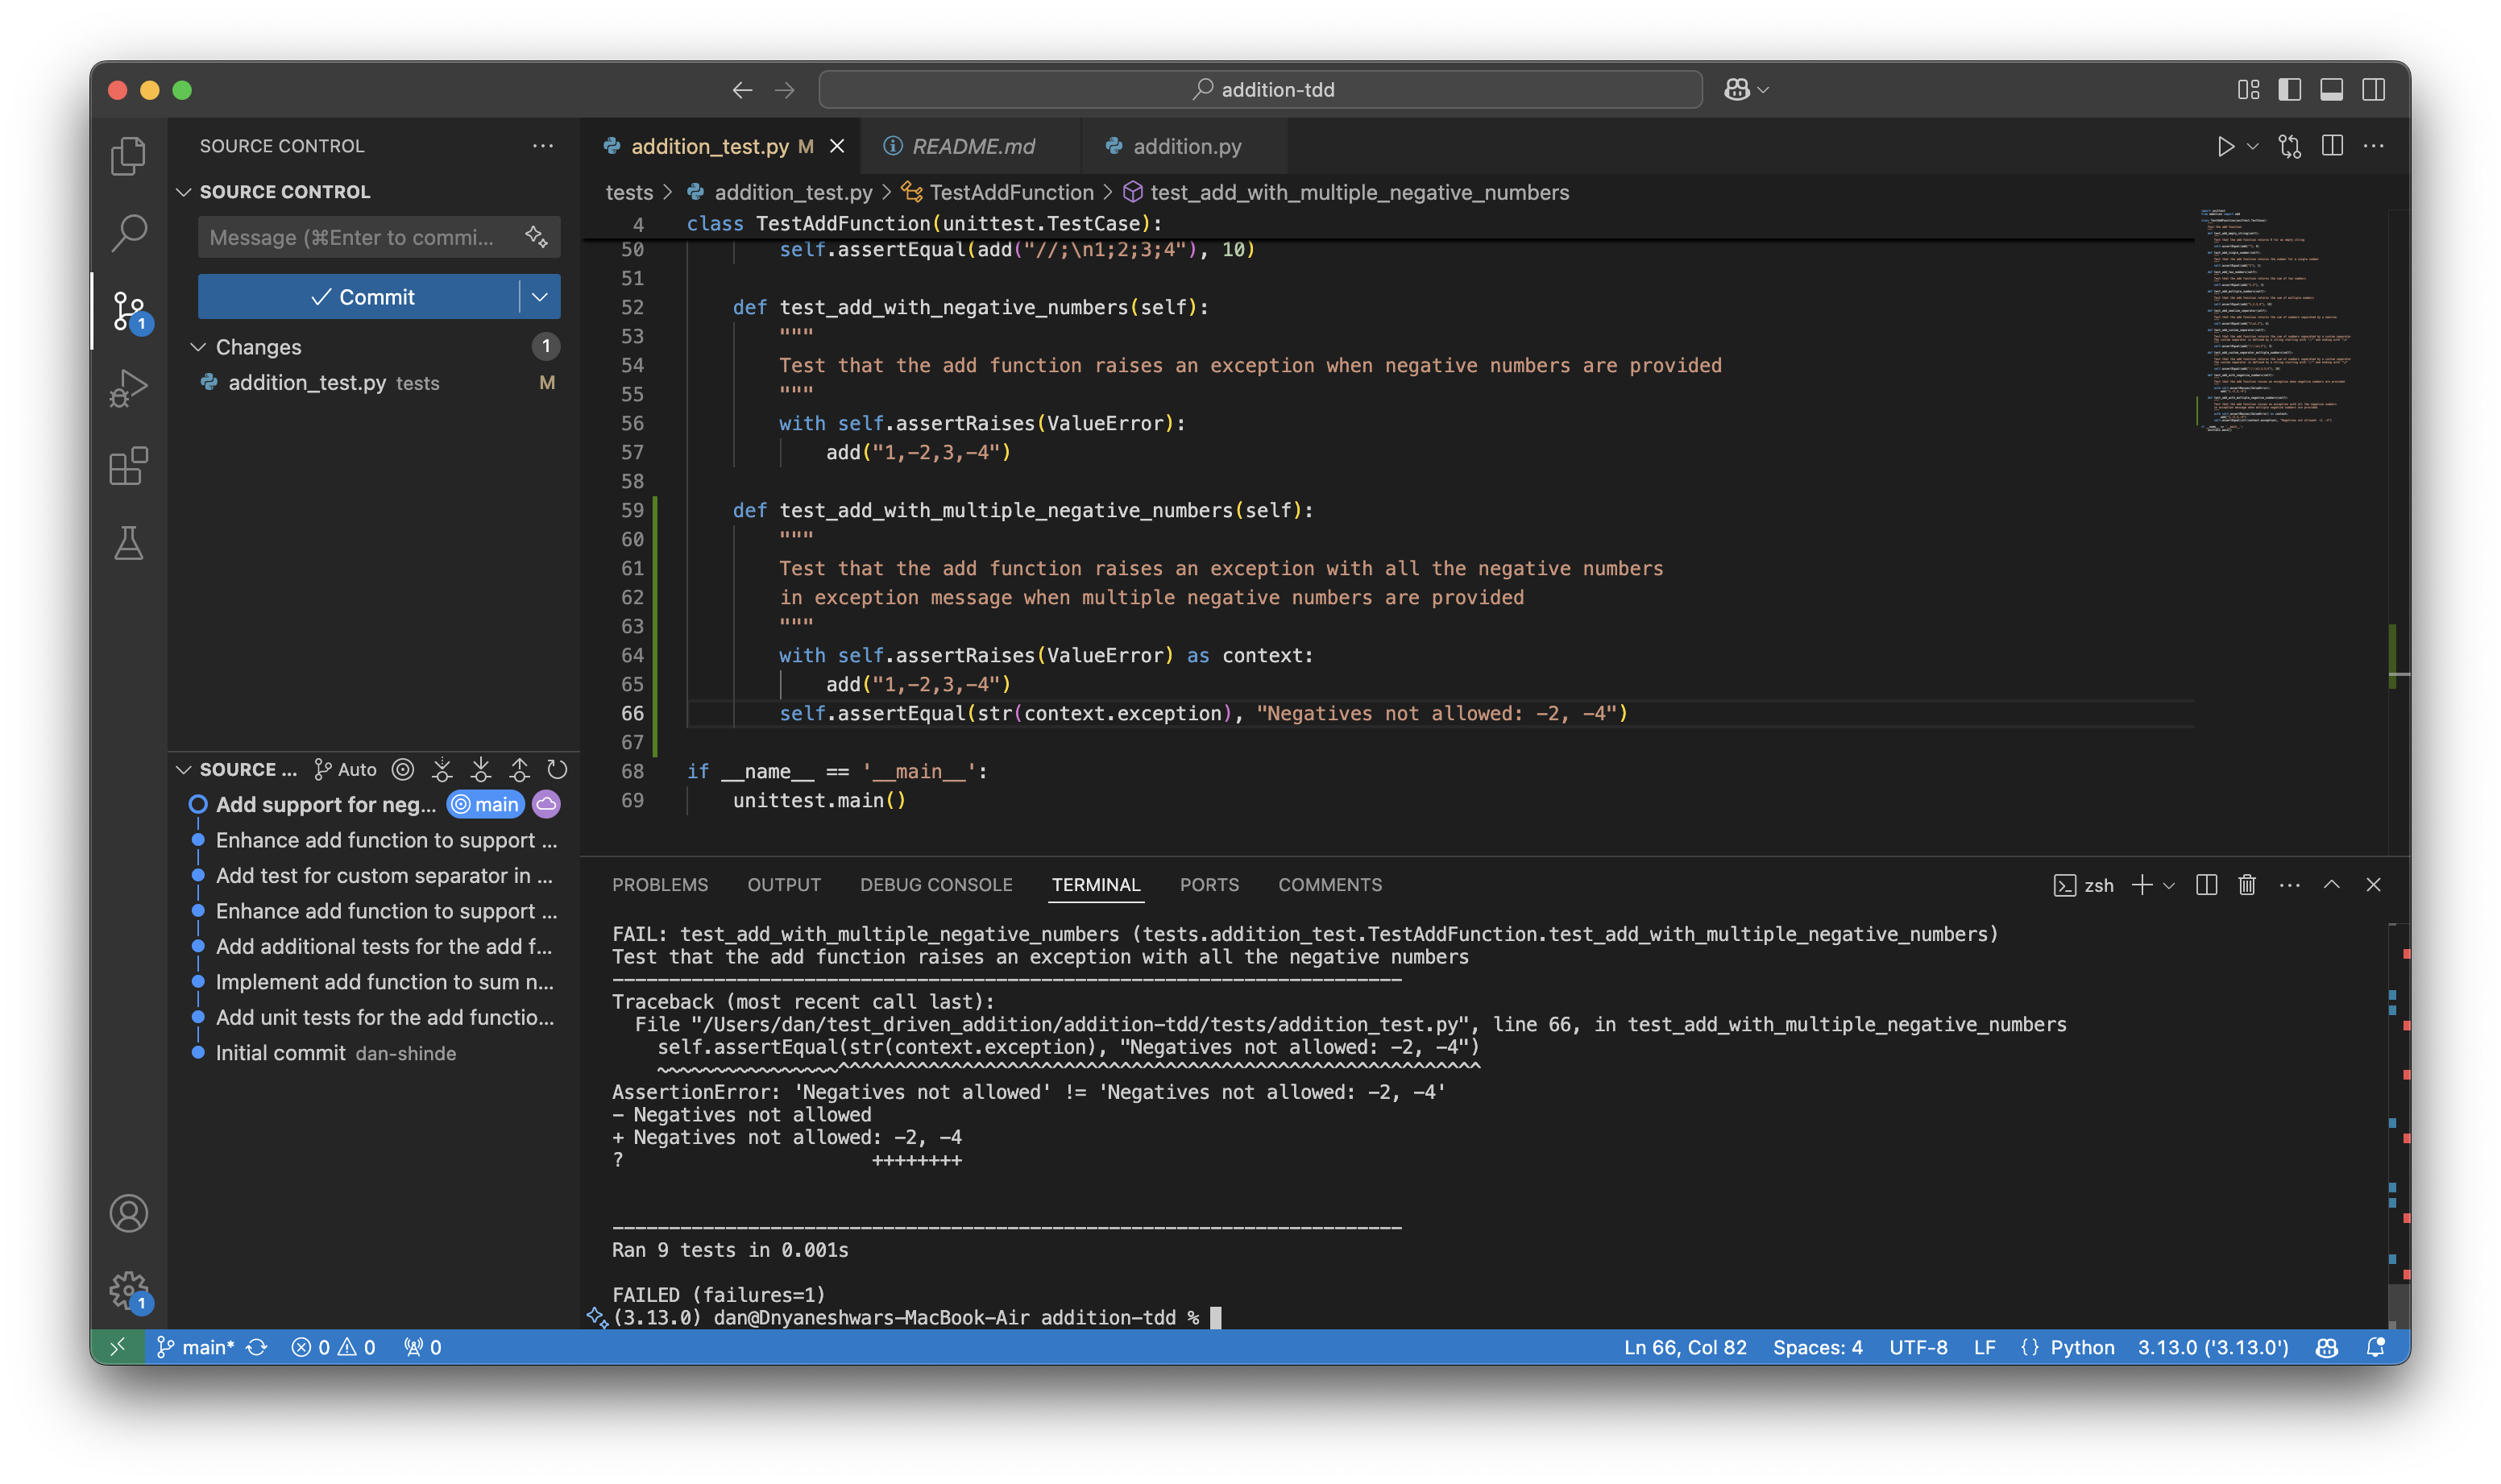 addition-tdd
SOURCE CONTROL
SOURCE CONTROL
Message (⌘Enter to commi...
Commit
Changes 1
addition_test.py tests M
SOURCE ... Auto
Add support for neg... main
Enhance add function to support ...
Add test for custom separator in ...
Enhance add function to support ...
Add additional tests for the add f...
Implement add function to sum n...
Add unit tests for the add functio...
Initial commit dan-shinde
1
1
addition_test.py M README.md addition.py
tests > addition_test.py > TestAddFunction > test_add_with_multiple_negative_numbers
4 class TestAddFunction(unittest.TestCase):
50 self.assertEqual(add("//;\n1;2;3;4"), 10)
51
52 def test_add_with_negative_numbers(self):
53 """
54 Test that the add function raises an exception when negative numbers are provided
55 """
56 with self.assertRaises(ValueError):
57 add("1,-2,3,-4")
58
59 def test_add_with_multiple_negative_numbers(self):
60 """
61 Test that the add function raises an exception with all the negative numbers
62 in exception message when multiple negative numbers are provided
63 """
64 with self.assertRaises(ValueError) as context:
65 add("1,-2,3,-4")
66 self.assertEqual(str(context.exception), "Negatives not allowed: -2, -4")
67
68 if __name__ == '__main__':
69 unittest.main()
PROBLEMS OUTPUT DEBUG CONSOLE TERMINAL PORTS COMMENTS zsh
FAIL: test_add_with_multiple_negative_numbers (tests.addition_test.TestAddFunction.test_add_with_multiple_negative_numbers)
Test that the add function raises an exception with all the negative numbers
----------------------------------------------------------------------
Traceback (most recent call last):
File "/Users/dan/test_driven_addition/addition-tdd/tests/addition_test.py", line 66, in test_add_with_multiple_negative_numbers
self.assertEqual(str(context.exception), "Negatives not allowed: -2, -4")
~~~~~~~~~~~~~~~~^^^^^^^^^^^^^^^^^^^^^^^^^^^^^^^^^^^^^^^^^^^^^^^^^^^^^^^^^
AssertionError: 'Negatives not allowed' != 'Negatives not allowed: -2, -4'
- Negatives not allowed
+ Negatives not allowed: -2, -4
? ++++++++
----------------------------------------------------------------------
Ran 9 tests in 0.001s
FAILED (failures=1)
(3.13.0) dan@Dnyaneshwars-MacBook-Air addition-tdd %
main* 0 0 0 Ln 66, Col 82 Spaces: 4 UTF-8 LF {} Python 3.13.0 ('3.13.0')